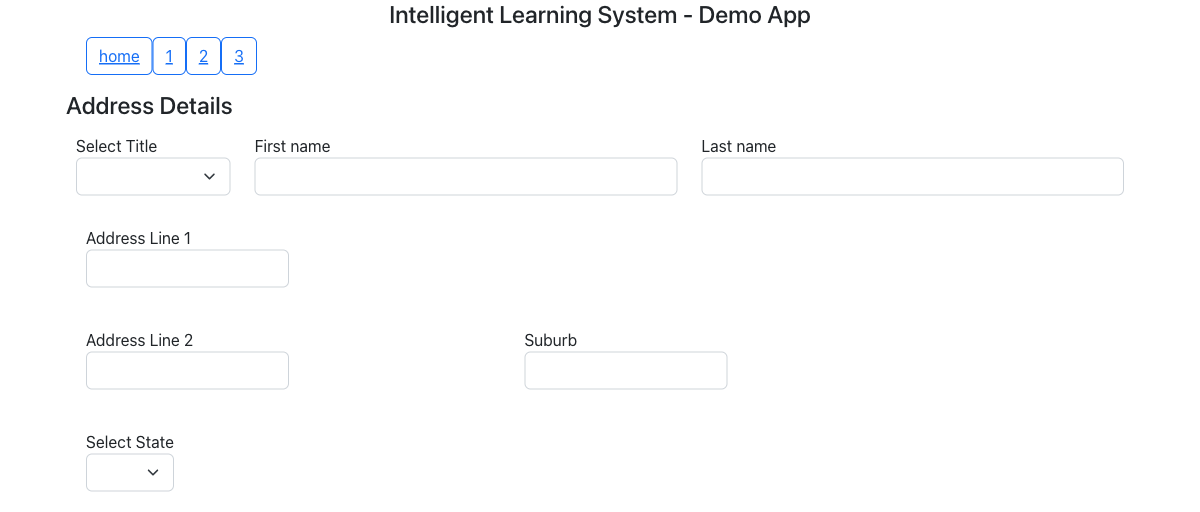 Intelligent Learning System - Demo App
home 1 2 3
Address Details
Select Title First name Last name
Address Line 1
Address Line 2 Suburb
Select State